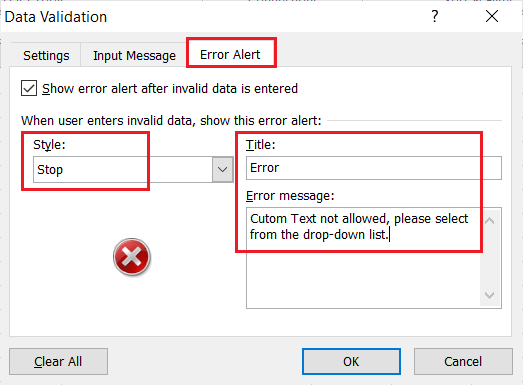 Data Validation ? ×
Settings Input Message Error Alert
Show error alert after invalid data is entered
When user enters invalid data, show this error alert:
Style: Title:
Stop Error
Error message:
Cutom Text not allowed, please select
from the drop-down list.
Clear All OK Cancel